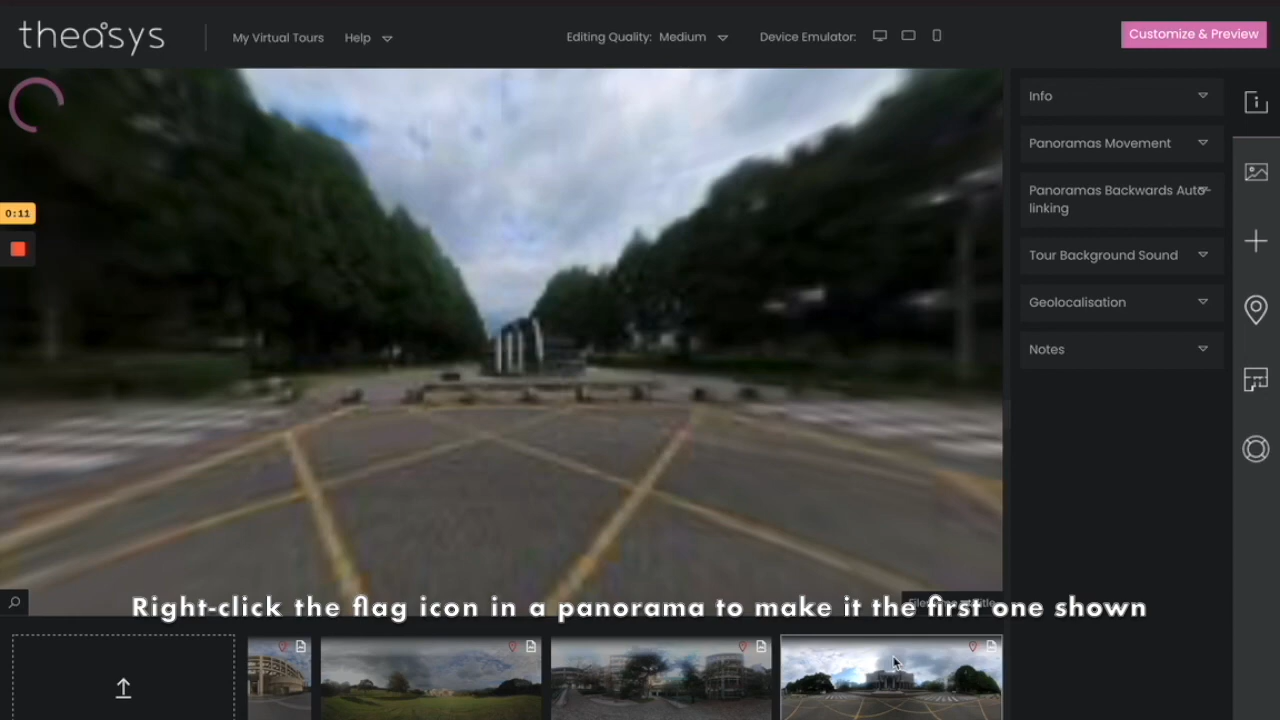 theasys
My Virtual Tours
Help
Editing Quality: Medium
Device Emulator:
Customize & Preview
Info
Panoramas Movement
Panoramas Backwards Auto-
linking
Tour Background Sound
Geolocalisation
Notes
0:11
Right-click the flag icon in a panorama to make it the first one shown